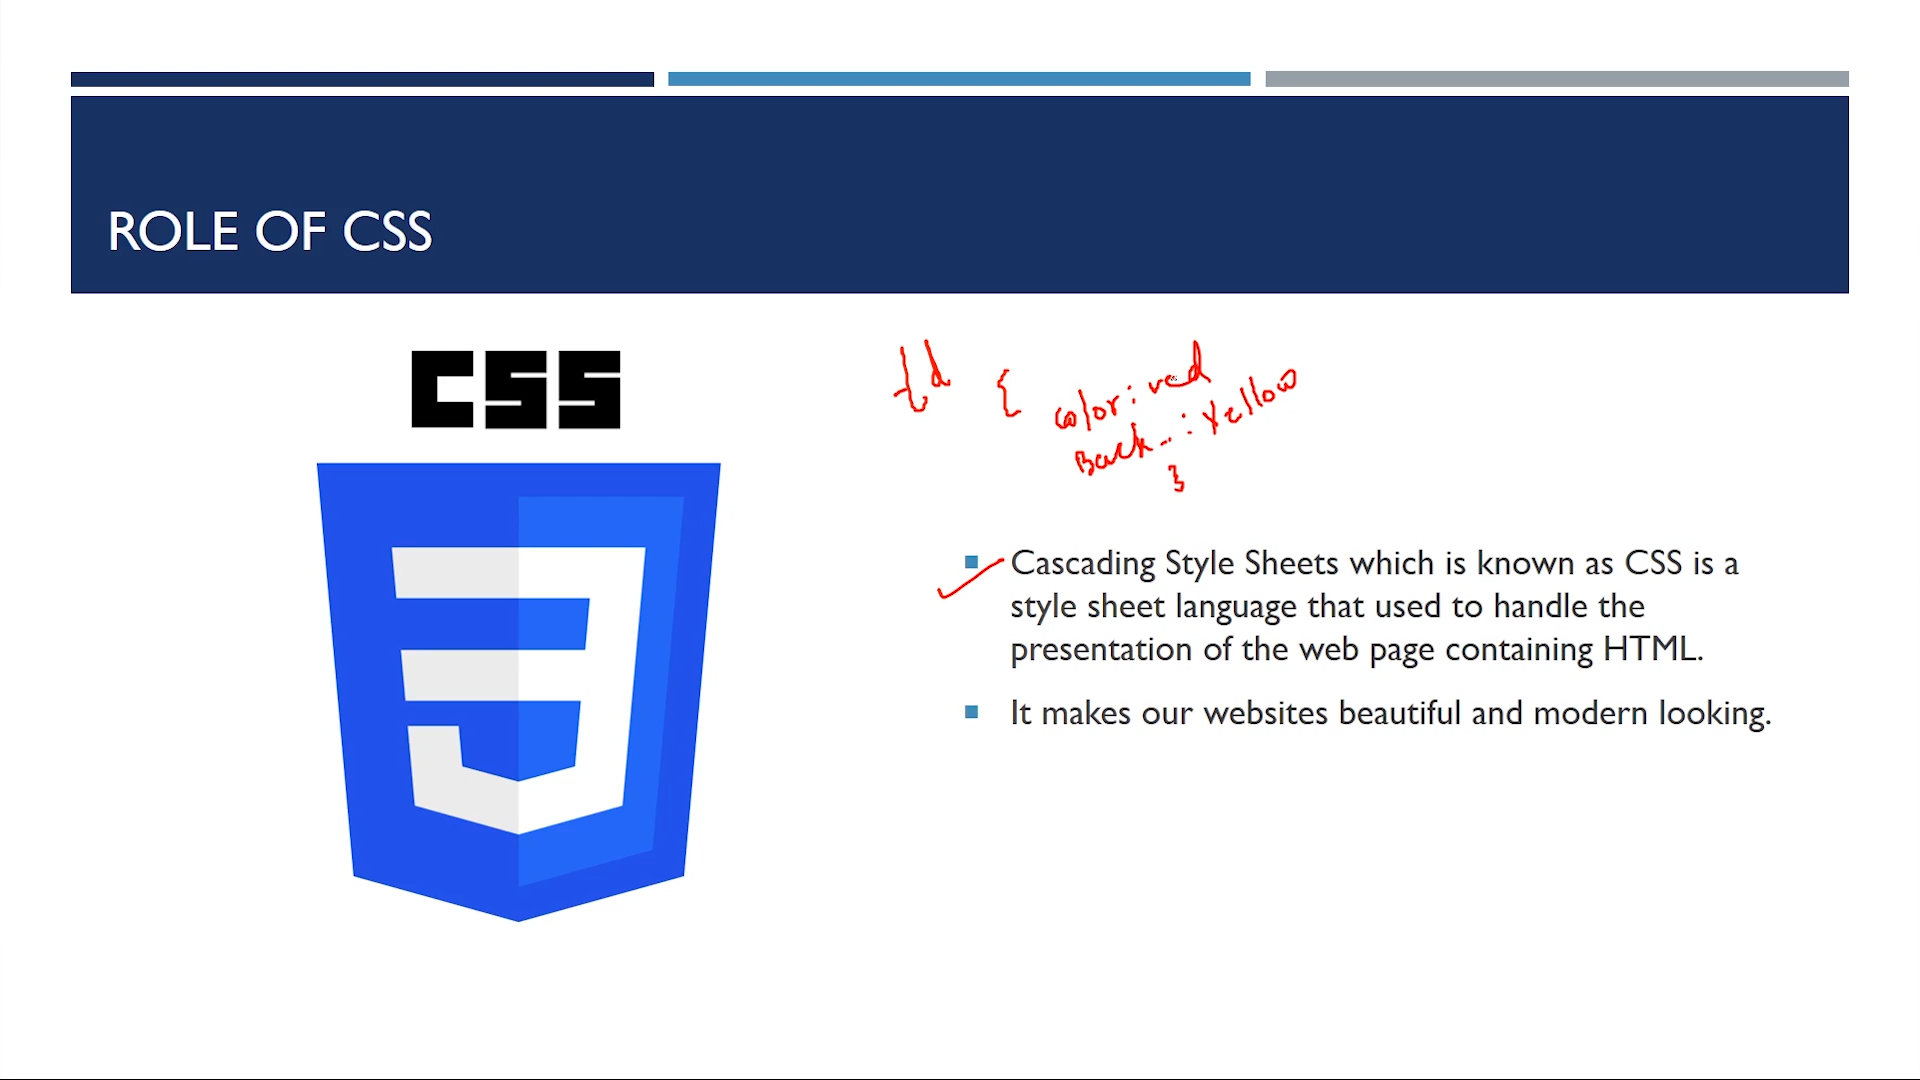 ROLE OF CSS
CSS
td { color: red
Back...: Yellow
}
Cascading Style Sheets which is known as CSS is a
style sheet language that used to handle the
presentation of the web page containing HTML.
It makes our websites beautiful and modern looking.